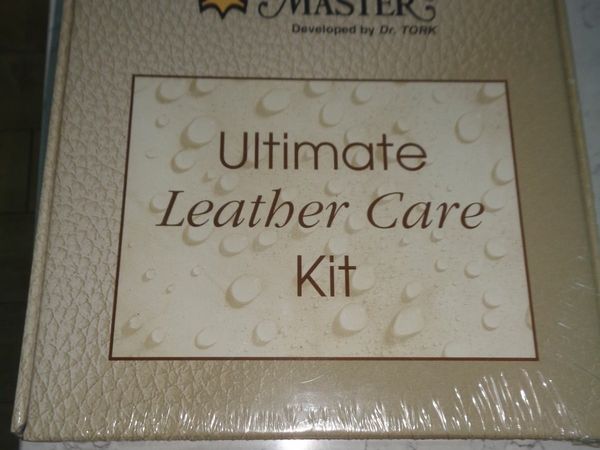 MASTER
Developed by Dr. TORK
Ultimate
Leather Care
Kit